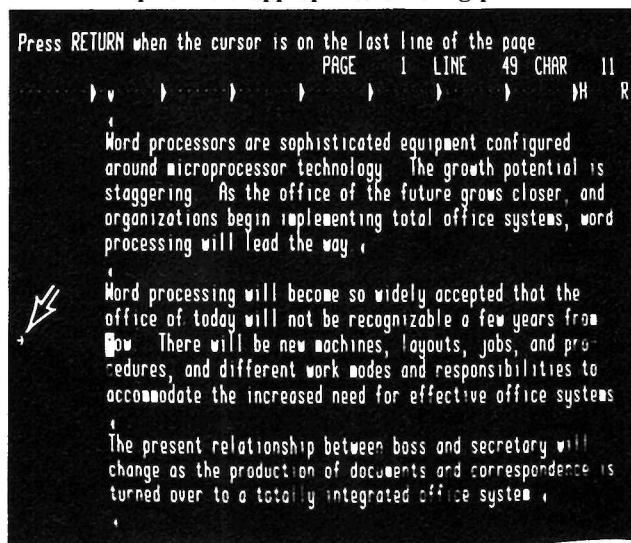 Press RETURN when the cursor is on the last line of the page
PAGE 1 LINE 49 CHAR 11
H R
Word processors are sophisticated equipment configured
around microprocessor technology The growth potential is
staggering As the office of the future grows closer, and
organizations begin implementing total office systems, word
processing will lead the way
Word processing will become so widely accepted that the
office of today will not be recognizable a few years from
now There will be new machines, layouts, jobs, and pro-
cedures, and different work modes and responsibilities to
accommodate the increased need for effective office systems
The present relationship between boss and secretary will
change as the production of documents and correspondence is
turned over to a totally integrated office system